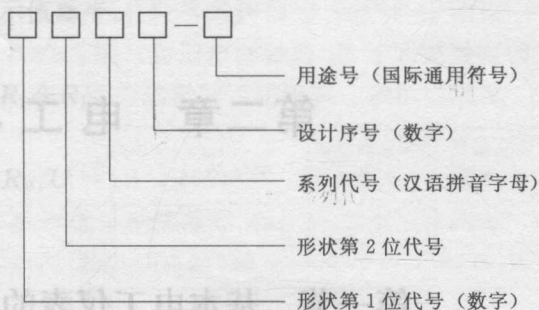 □□□□—□
用途号（国际通用符号）
设计序号（数字）
系列代号（汉语拼音字母）
形状第2位代号
形状第1位代号（数字）